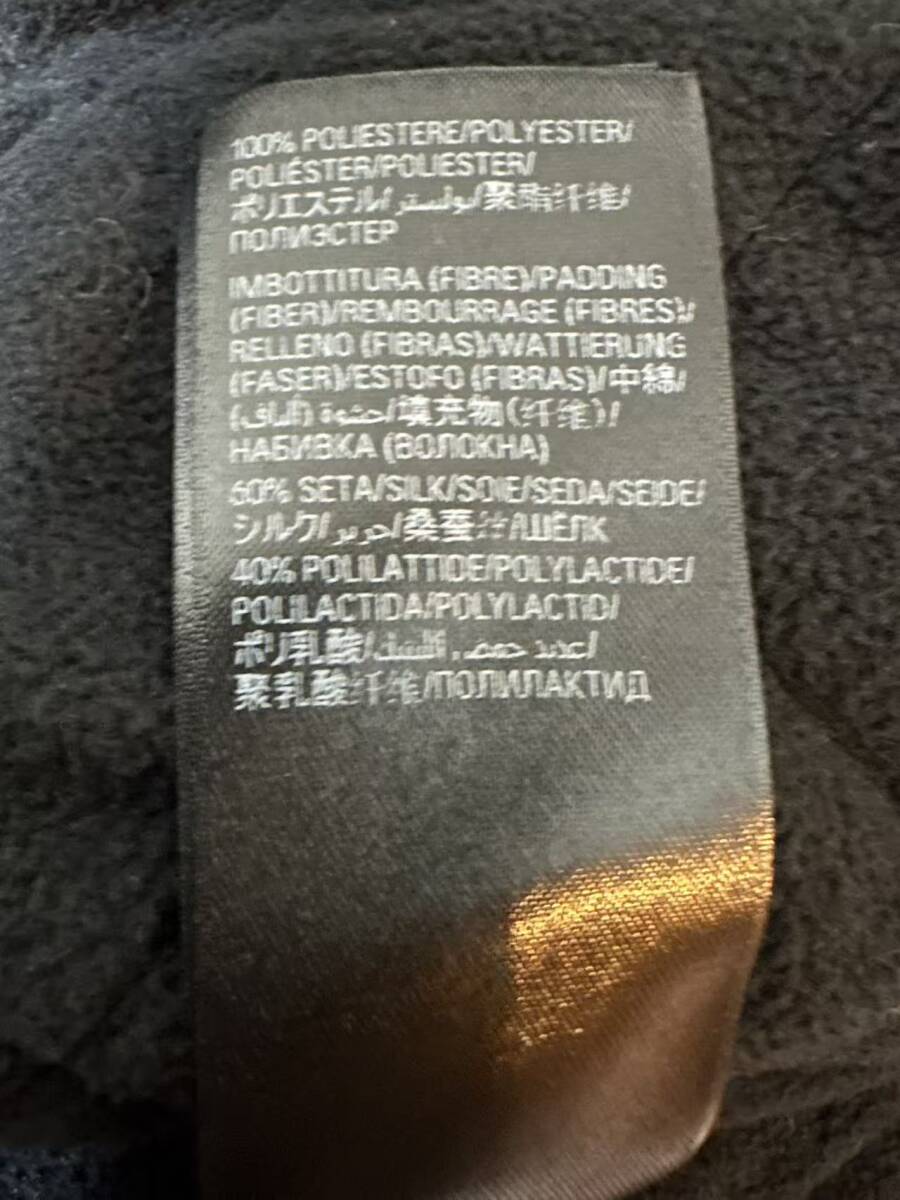 100% POLIESTERE/POLYESTER/
POLIÉSTER/POLIESTER/
ポリエステル/بوليستر/聚酯纤维/
ПОЛИЭСТЕР
IMBOTTITURA (FIBRE)/PADDING
(FIBER)/REMBOURRAGE (FIBRES)/
RELLENO (FIBRAS)/WATTIERUNG
(FASER)/ESTOFO (FIBRAS)/中綿/
حشوة (ألياف)/填充物(纤维)/
НАБИВКА (ВОЛОКНА)
60% SETA/SILK/SOIE/SEDA/SEIDE/
シルク/حرير/桑蚕丝/ШЁЛК
40% POLILATTIDE/POLYLACTIDE/
POLILACTIDA/POLYLACTID/
ポリ乳酸/عديد حمض اللبنيك/
聚乳酸纤维/ПОЛИЛАКТИД